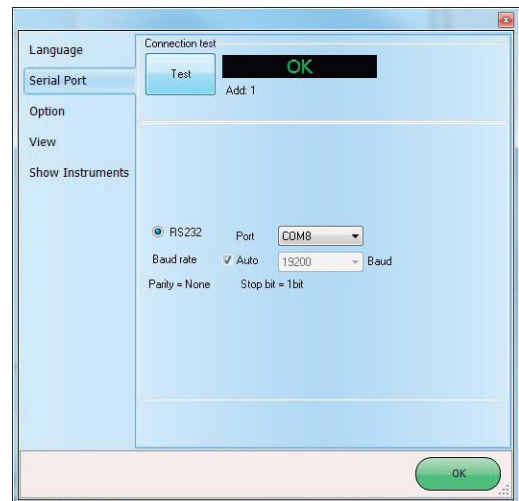 Language
Serial Port
Option
View
Show Instruments
Connection test
Test
OK
Add: 1
RS232 Port COM8
Baud rate Auto 19200 Baud
Parity = None Stop bit = 1bit
OK